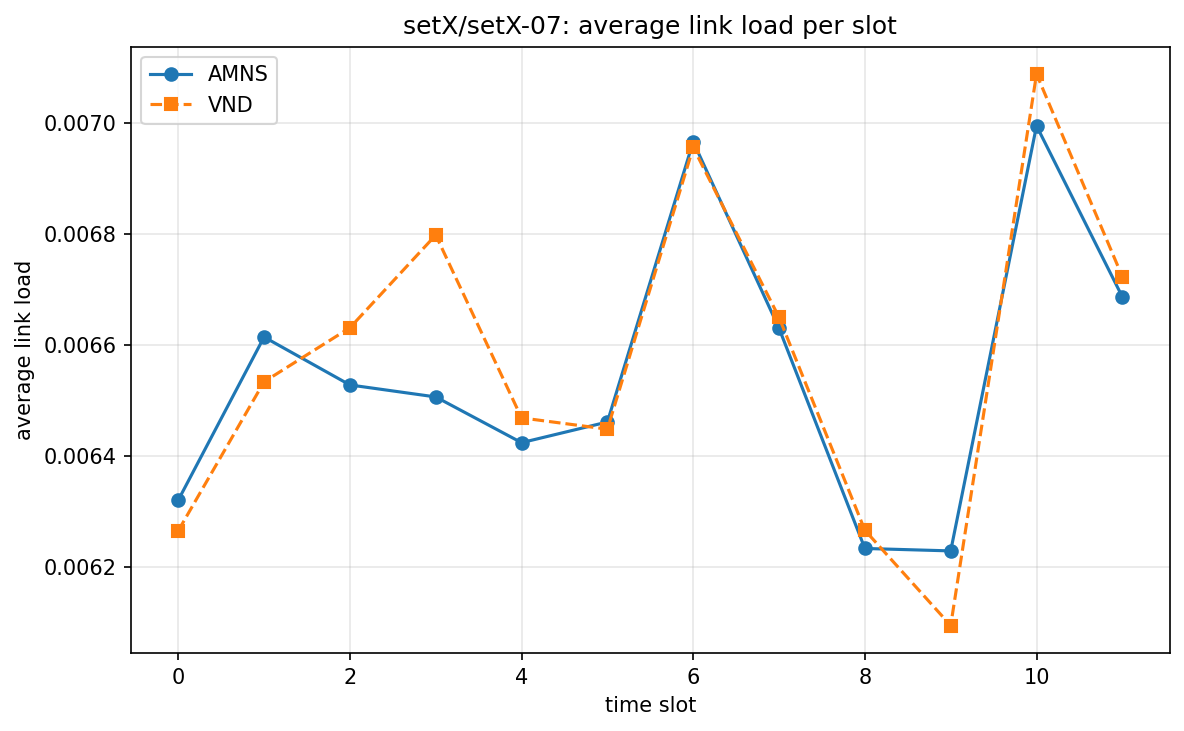 setX/setX-07: average link load per slot
AMNS
VND
0.0070
0.0068
0.0066
0.0064
0.0062
average link load
0 2 4 6 8 10
time slot